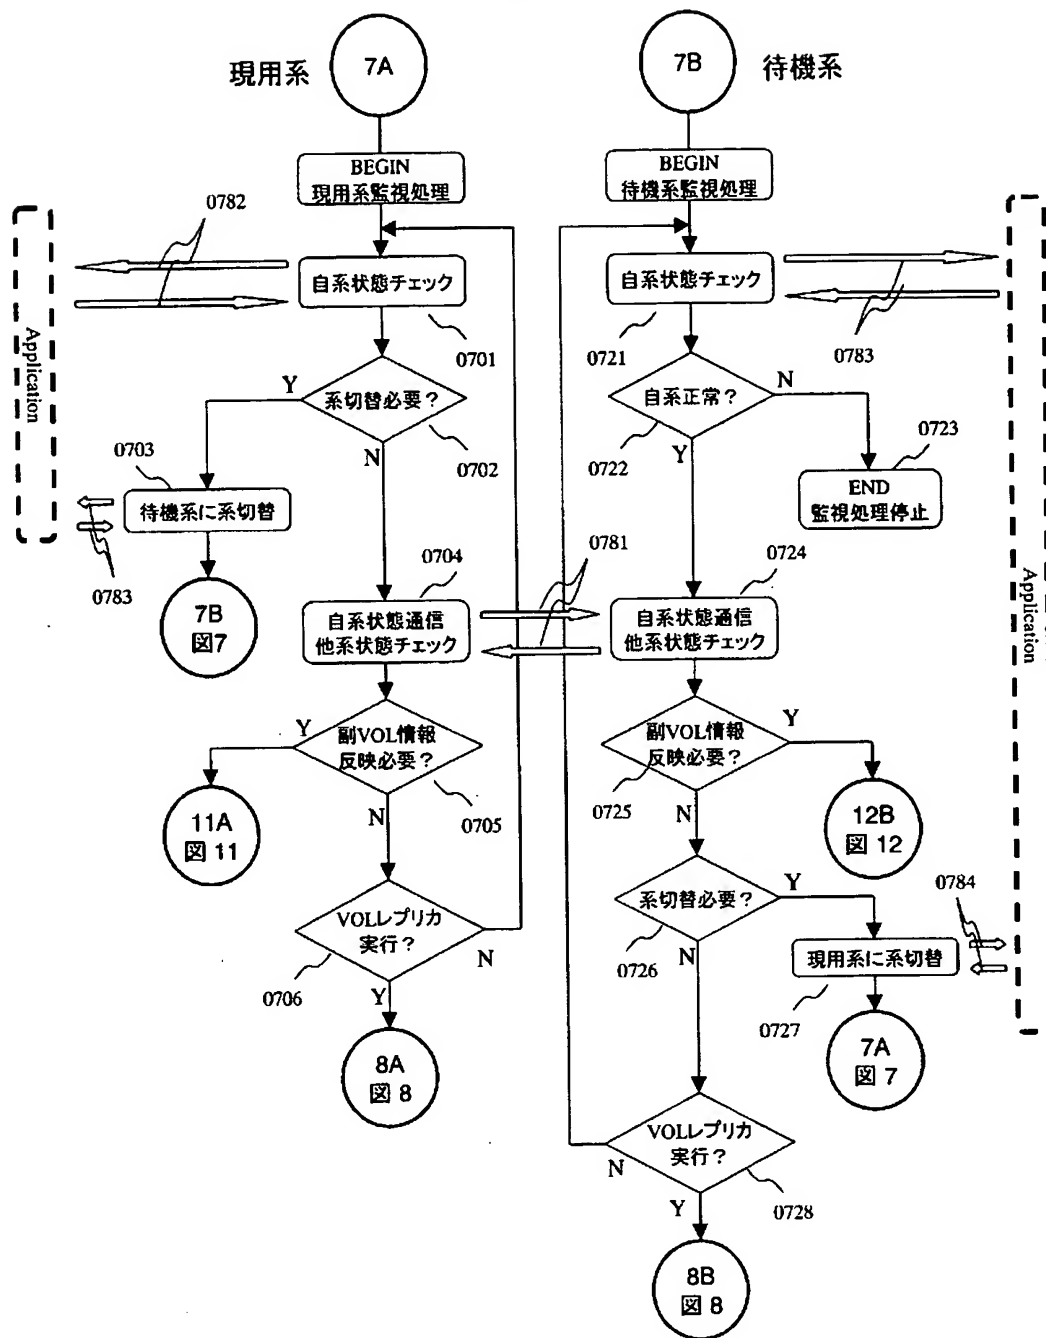 現用系
7A
BEGIN
現用系監視処理
0782
Application
自系状態チェック
0701
Y
系切替必要?
0702
N
0703
待機系に系切替
0783
7B
図7
0704
自系状態通信
他系状態チェック
0781
Y
副VOL情報
反映必要?
0705
N
11A
図 11
VOLレプリカ
実行?
N
0706
Y
8A
図 8
7B
待機系
BEGIN
待機系監視処理
自系状態チェック
0721
0783
Application
自系正常?
N
0722
Y
0723
END
監視処理停止
0724
自系状態通信
他系状態チェック
副VOL情報
反映必要?
Y
0725
N
12B
図 12
系切替必要?
Y
0726
N
0784
現用系に系切替
0727
7A
図 7
VOLレプリカ
実行?
N
0728
Y
8B
図 8